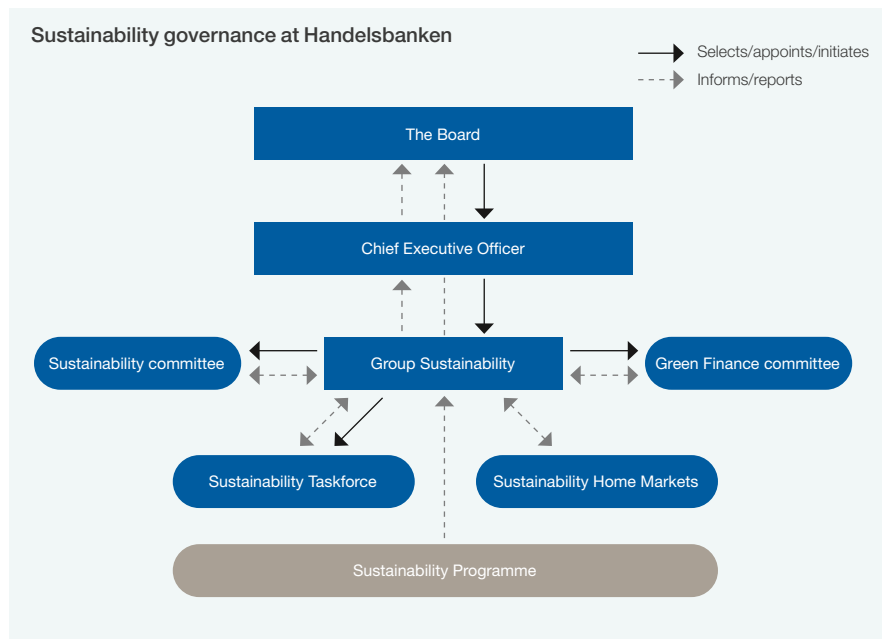 Sustainability governance at Handelsbanken
Selects/appoints/initiates
Informs/reports
The Board
Chief Executive Officer
Sustainability committee
Group Sustainability
Green Finance committee
Sustainability Taskforce
Sustainability Home Markets
Sustainability Programme